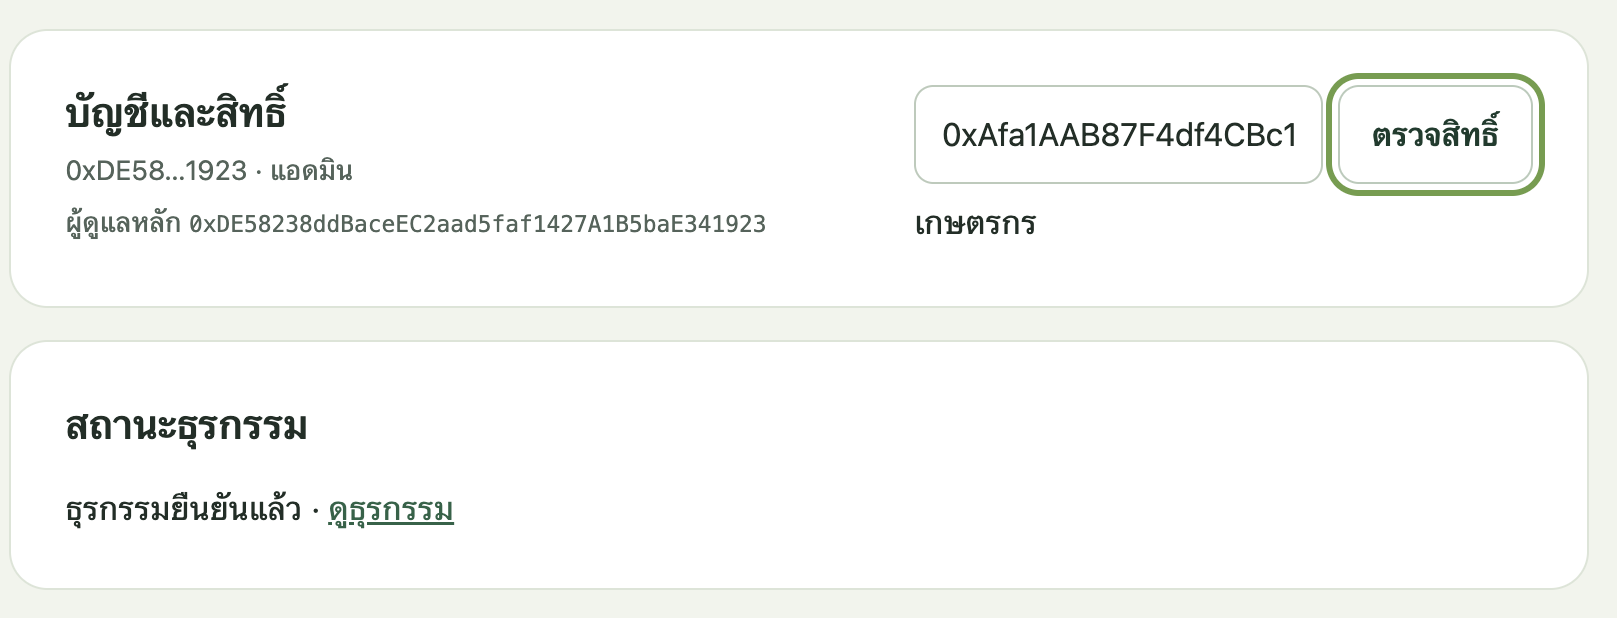 บัญชีและสิทธิ์
0xDE58...1923 · แอดมิน
ผู้ดูแลหลัก 0xDE58238ddBaceEC2aad5faf1427A1B5baE341923
0xAfa1AAB87F4df4CBc1
ตรวจสิทธิ์
เกษตรกร
สถานะธุรกรรม
ธุรกรรมยืนยันแล้ว · ดูธุรกรรม